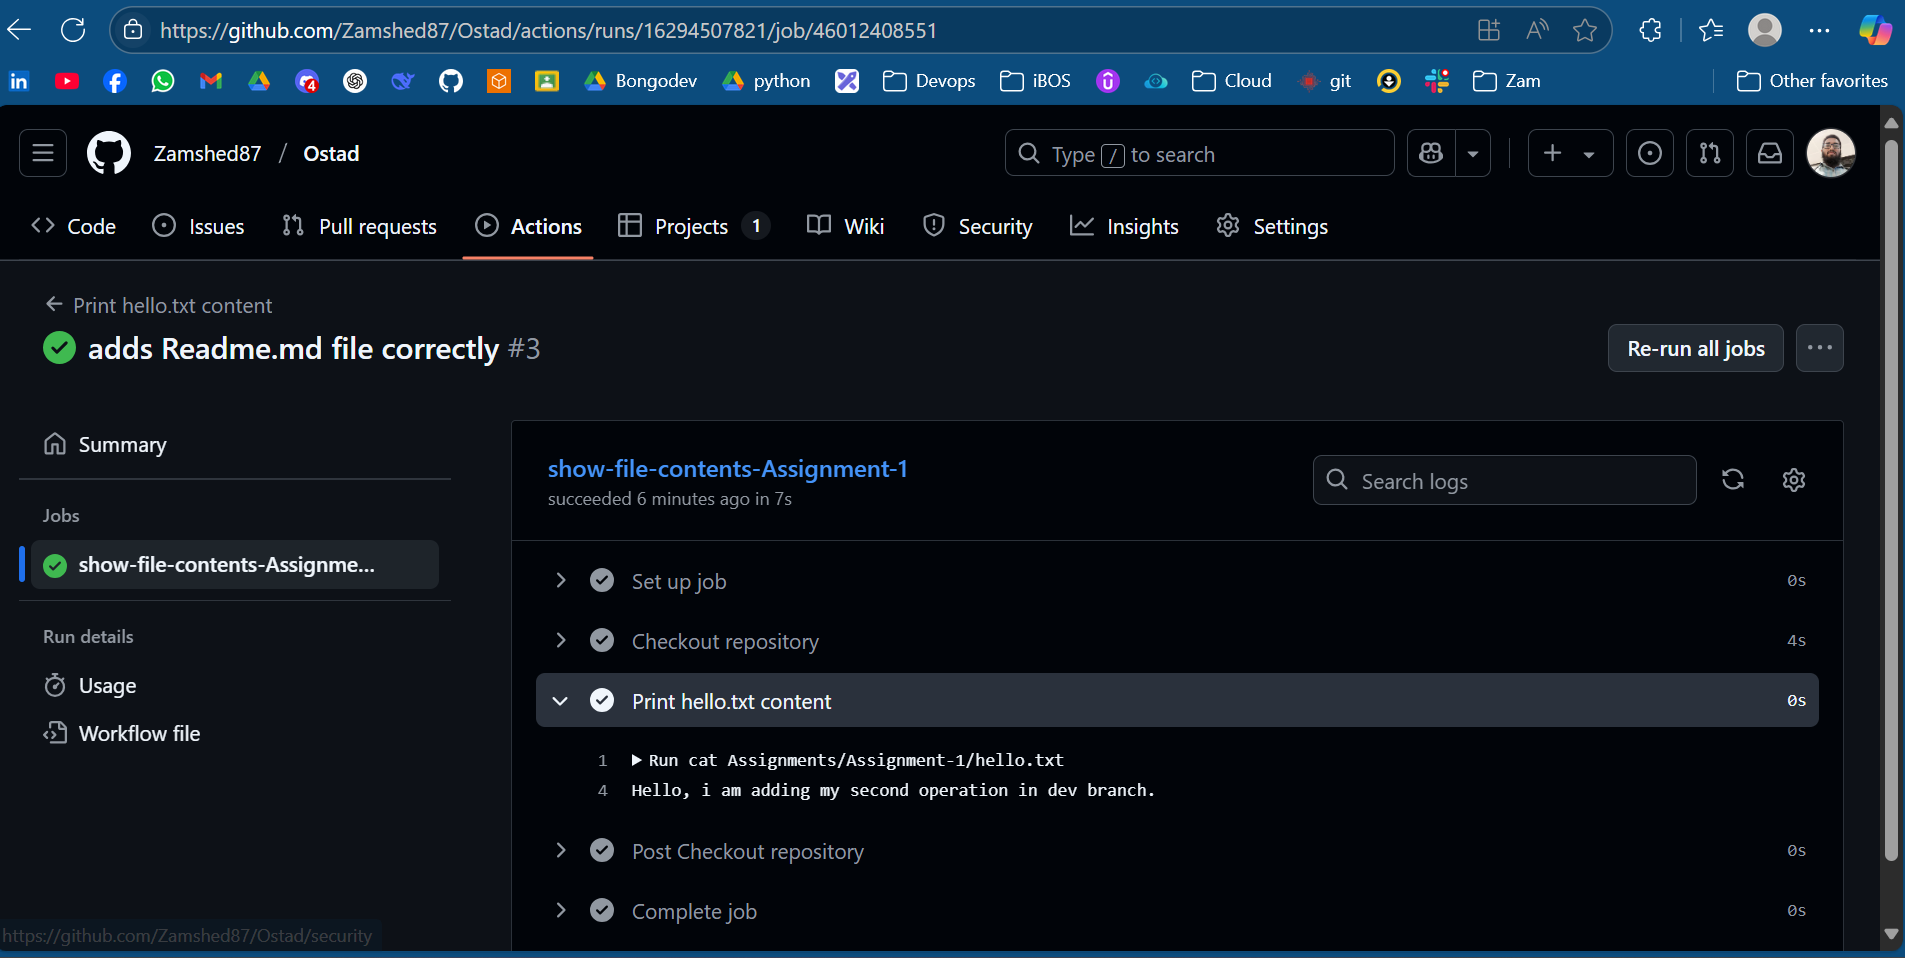 https://github.com/Zamshed87/Ostad/actions/runs/16294507821/job/46012408551
4
Bongodev
python
Devops
iBOS
Cloud
git
Zam
Other favorites
Zamshed87 / Ostad
Type / to search
Code
Issues
Pull requests
Actions
Projects 1
Wiki
Security
Insights
Settings
Print hello.txt content
adds Readme.md file correctly #3
Re-run all jobs
Summary
Jobs
show-file-contents-Assignme...
Run details
Usage
Workflow file
show-file-contents-Assignment-1
succeeded 6 minutes ago in 7s
Search logs
Set up job 0s
Checkout repository 4s
Print hello.txt content 0s
1 Run cat Assignments/Assignment-1/hello.txt
4 Hello, i am adding my second operation in dev branch.
Post Checkout repository 0s
Complete job 0s
https://github.com/Zamshed87/Ostad/security